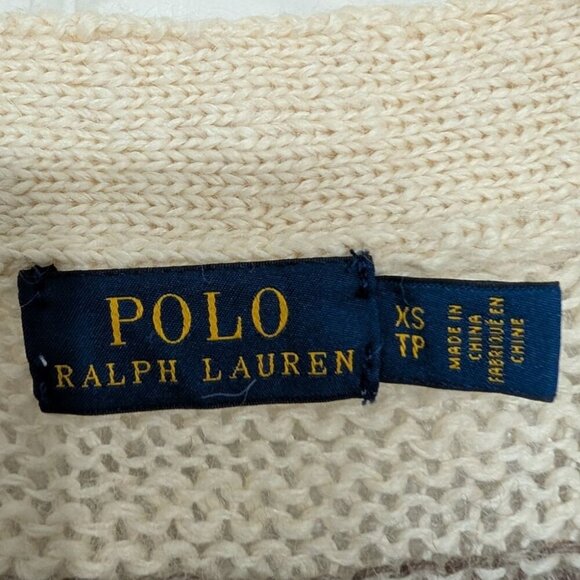 POLO
RALPH LAUREN
XS
TP
MADE IN
CHINA
FABRIQUÉ EN
CHINE